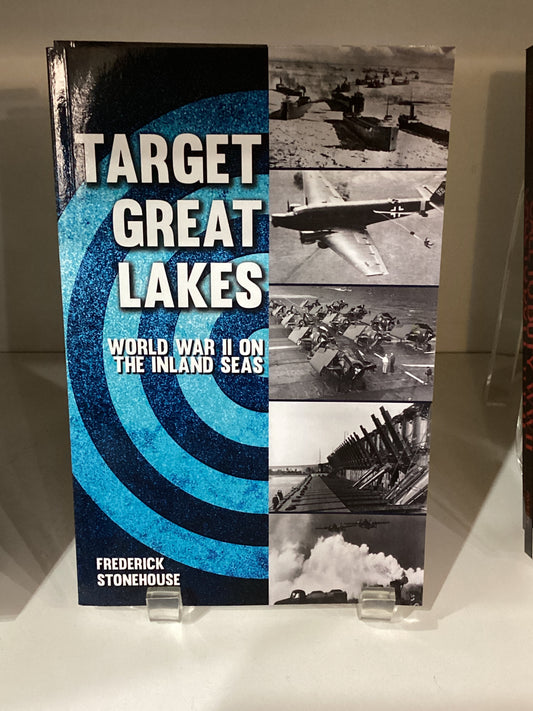 TARGET
GREAT
LAKES
WORLD WAR II ON
THE INLAND SEAS
FREDERICK
STONEHOUSE